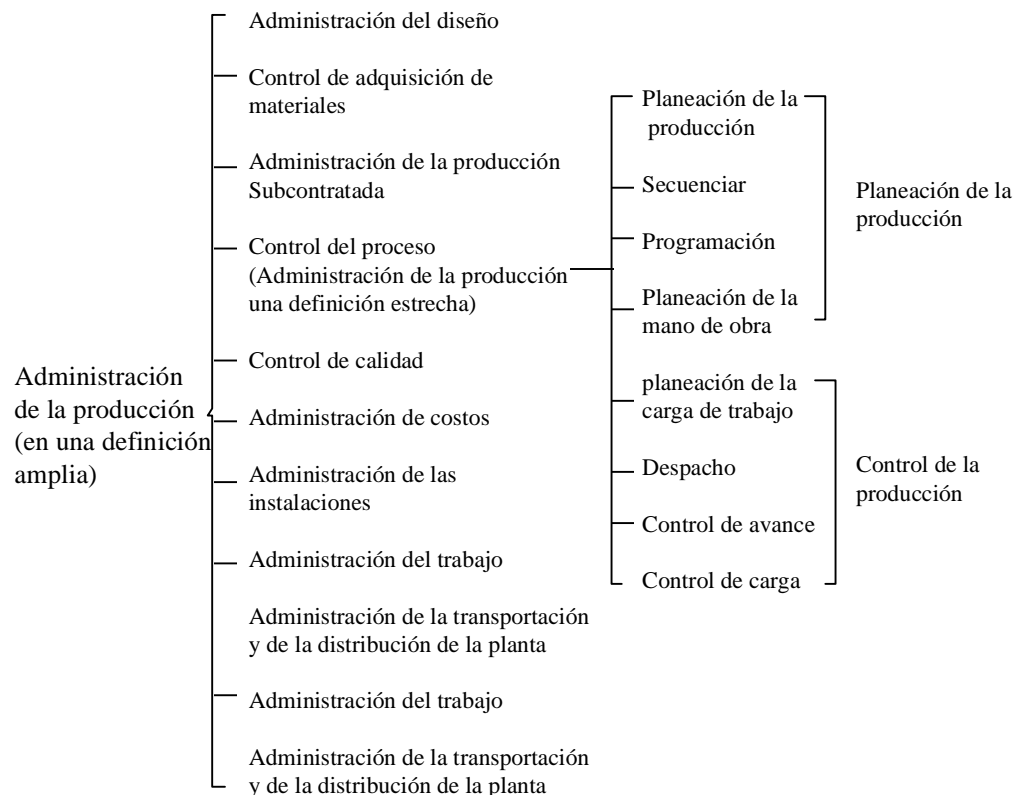 Administración
de la producción
(en una definición
amplia)
Administración del diseño
Control de adquisición de
materiales
Administración de la producción
Subcontratada
Control del proceso
(Administración de la producción
una definición estrecha)
Control de calidad
Administración de costos
Administración de las
instalaciones
Administración del trabajo
Administración de la transportación
y de la distribución de la planta
Administración del trabajo
Administración de la transportación
y de la distribución de la planta
Planeación de la
producción
Secuenciar
Programación
Planeación de la
mano de obra
planeación de la
carga de trabajo
Despacho
Control de avance
Control de carga
Planeación de la
producción
Control de la
producción